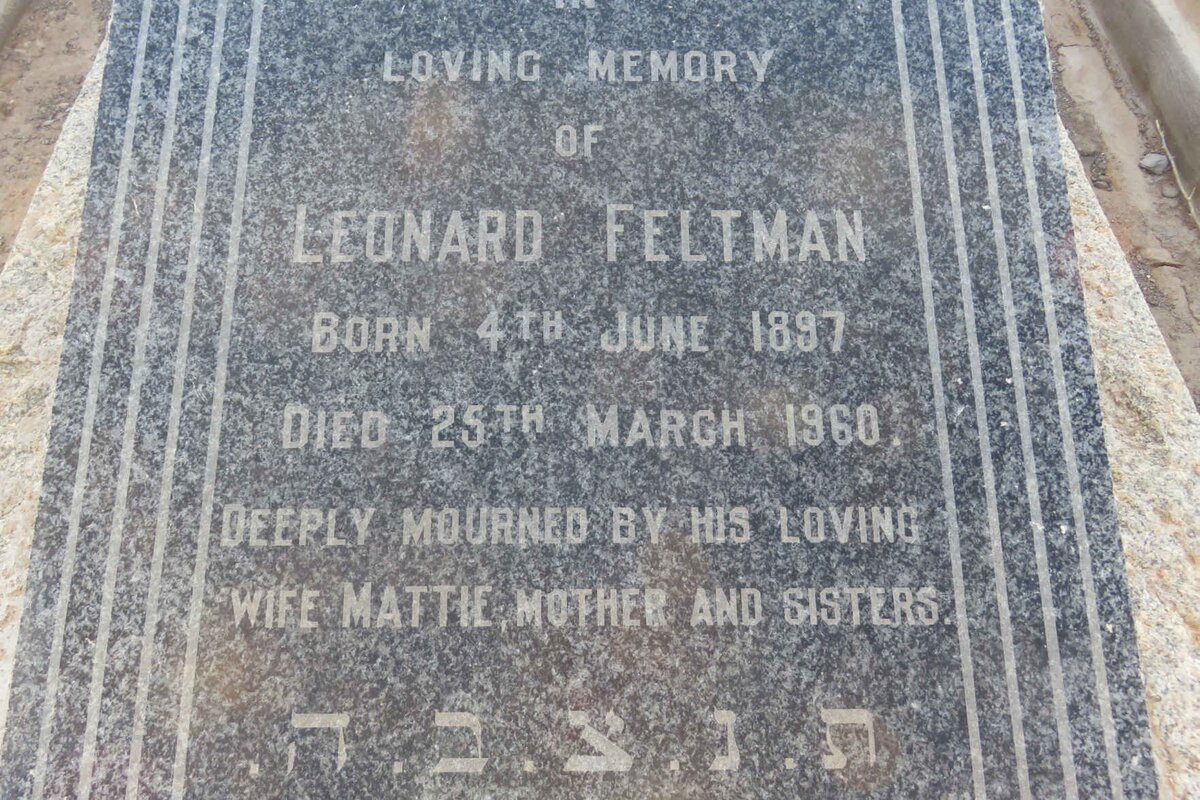 IN
LOVING MEMORY
OF
LEONARD FELTMAN
BORN 4TH JUNE 1897
DIED 25TH MARCH 1960.
DEEPLY MOURNED BY HIS LOVING
WIFE MATTIE, MOTHER AND SISTERS.
ת.נ.צ.ב.ה.